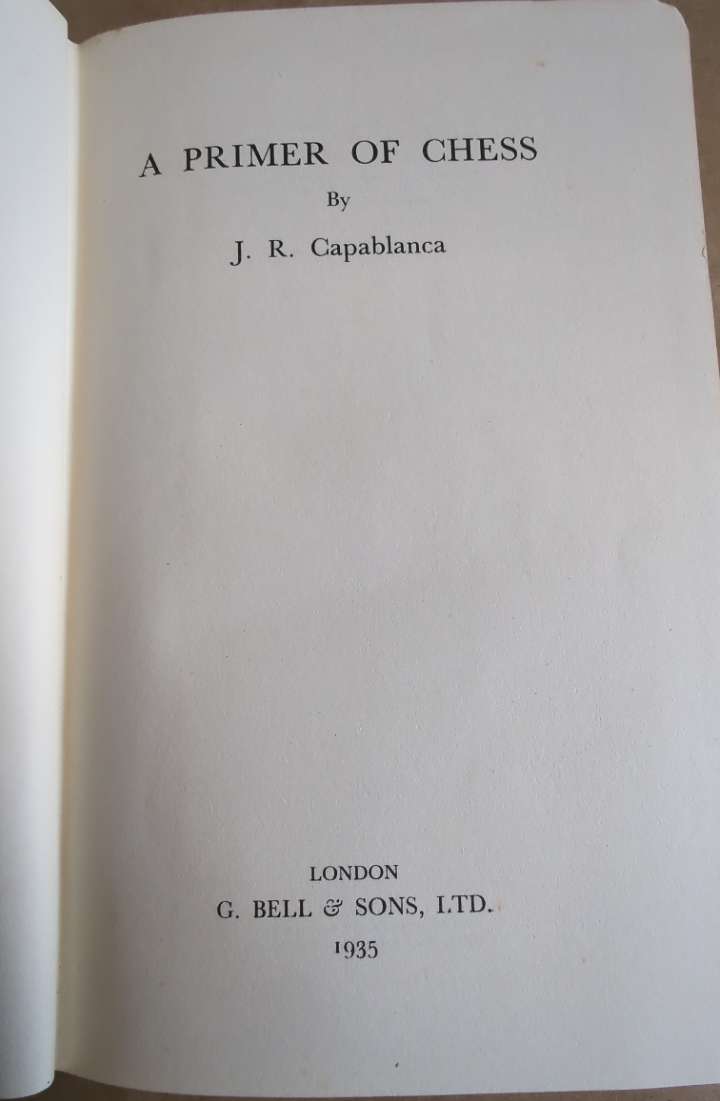 A PRIMER OF CHESS
By
J. R. Capablanca
LONDON
G. BELL & SONS, LTD.
1935